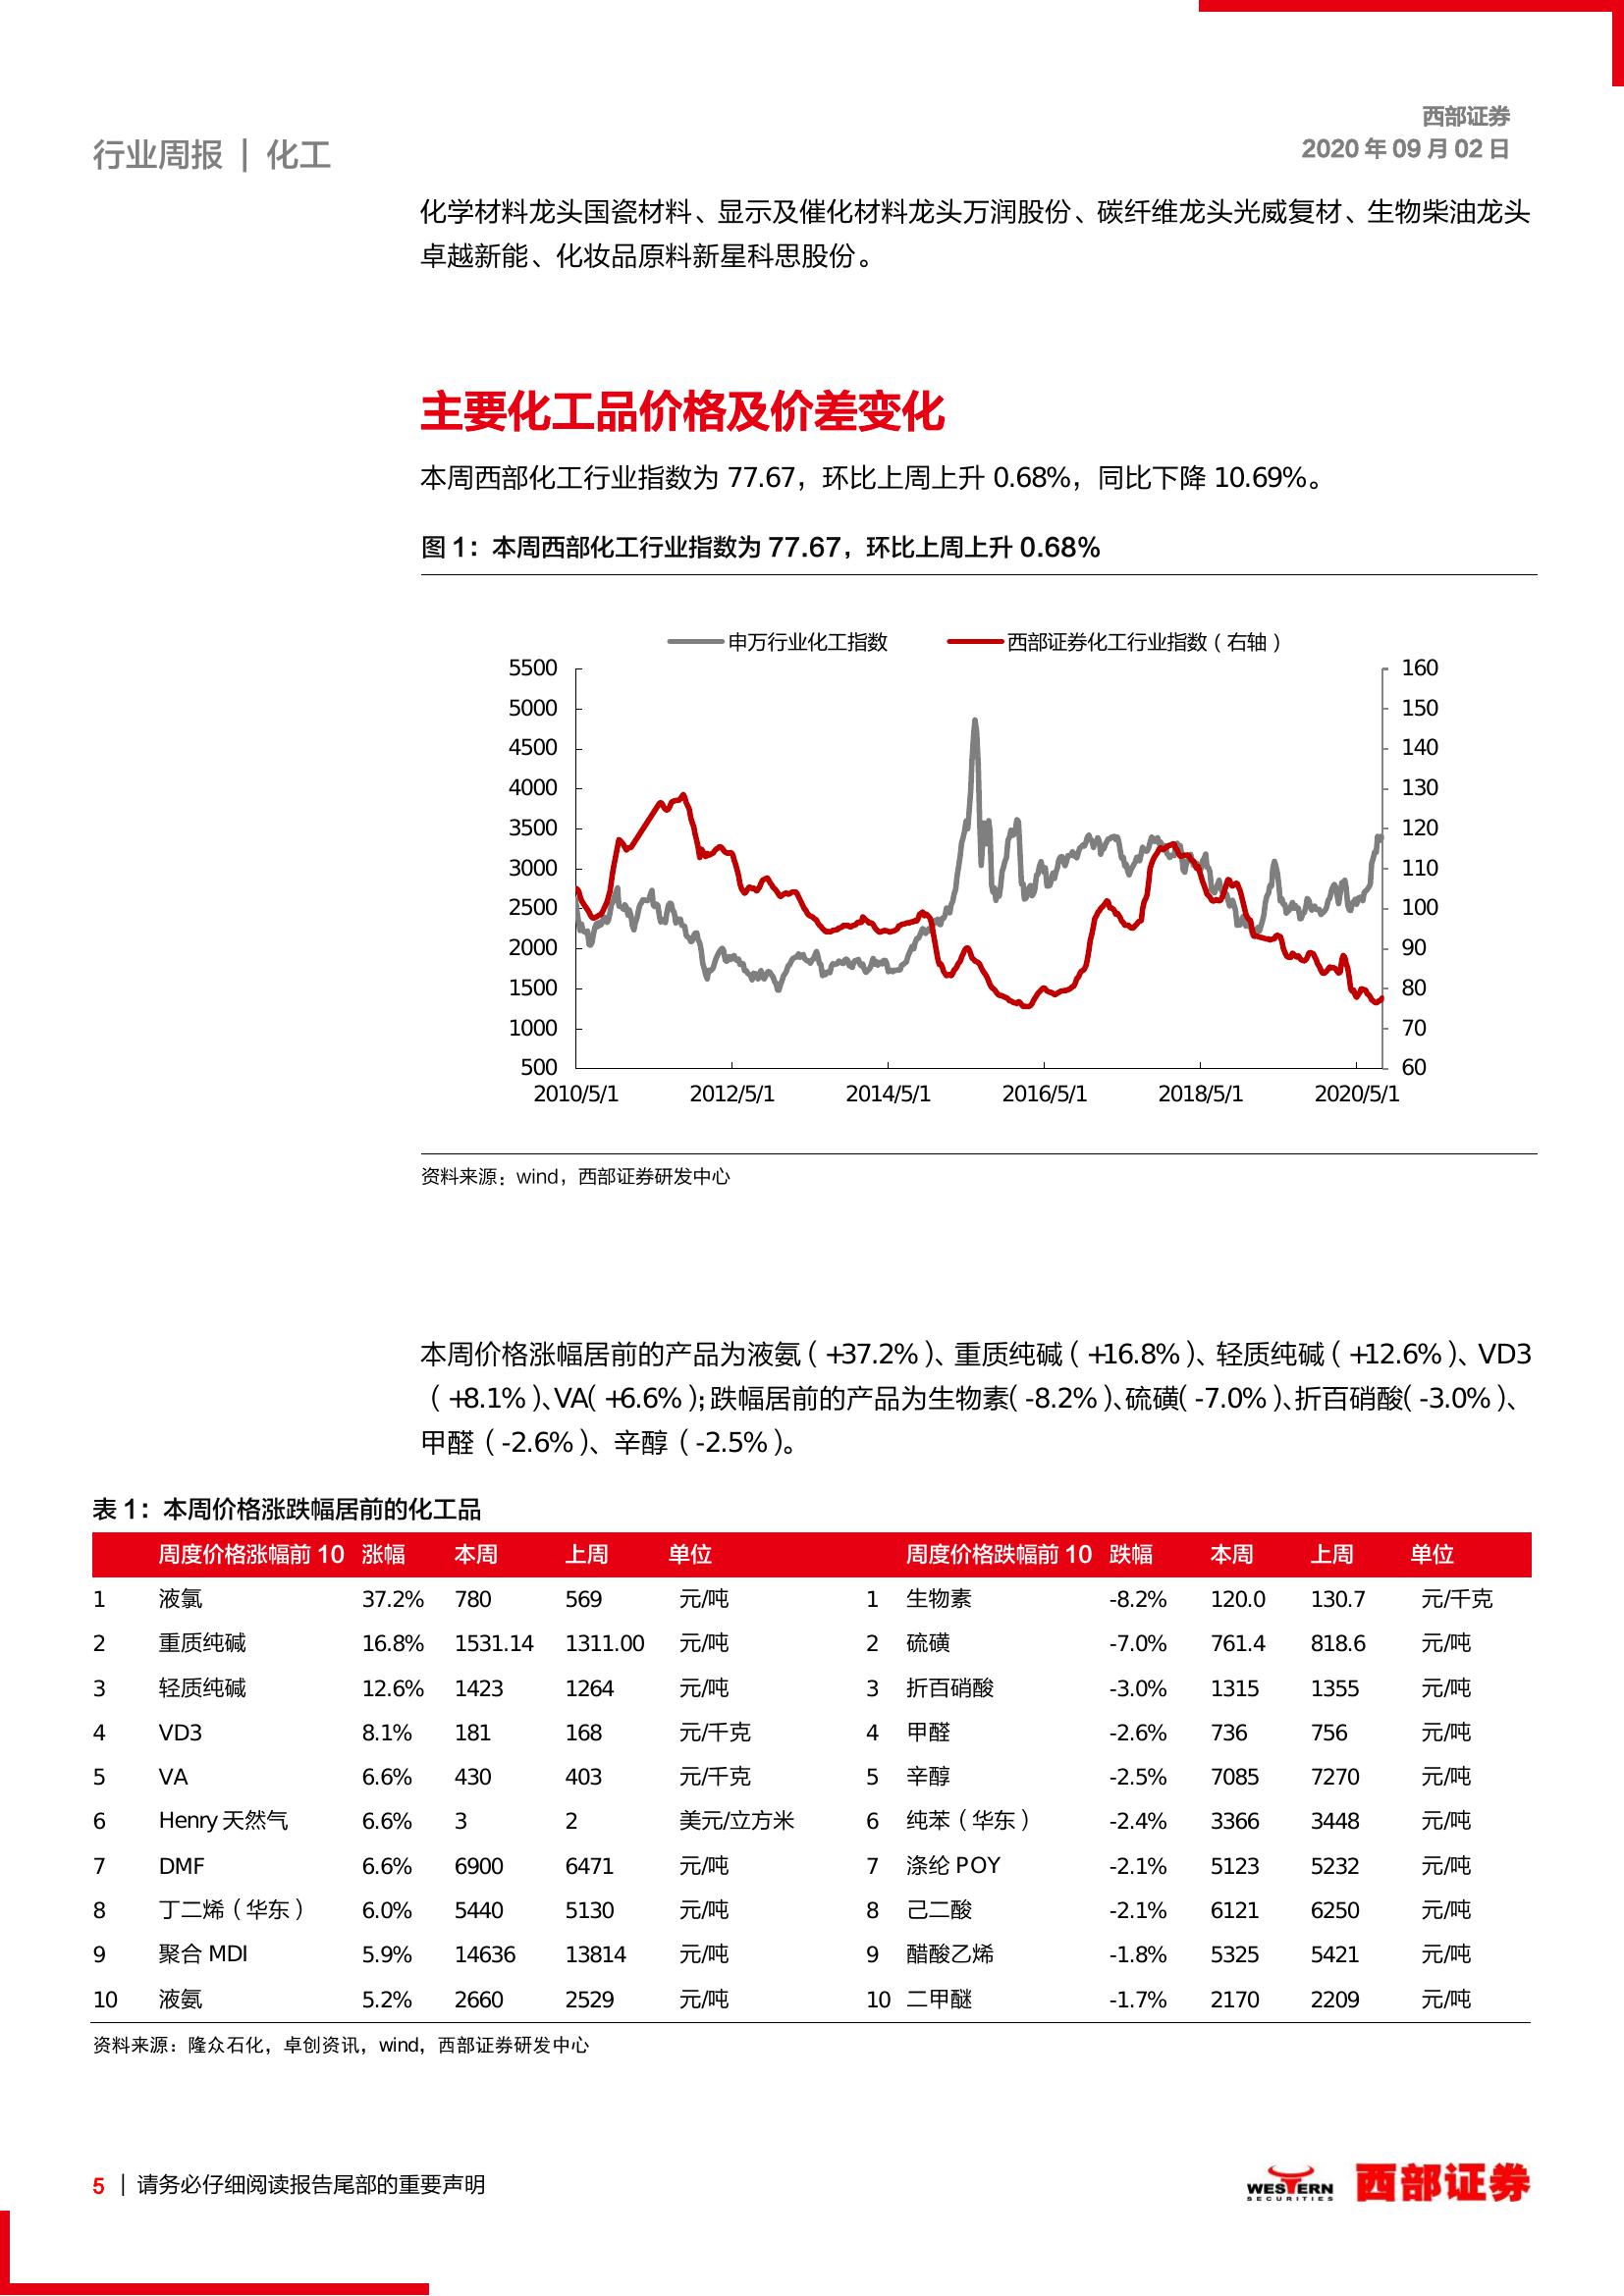 西部证券
行业周报 | 化工
2020 年 09 月 02 日
化学材料龙头国瓷材料、显示及催化材料龙头万润股份、碳纤维龙头光威复材、生物柴油龙头
卓越新能、化妆品原料新星科思股份。
主要化工品价格及价差变化
本周西部化工行业指数为 77.67，环比上周上升 0.68%，同比下降 10.69%。
图 1：本周西部化工行业指数为 77.67，环比上周上升 0.68%
申万行业化工指数 西部证券化工行业指数（右轴）
5500 160
5000 150
4500 140
4000 130
3500 120
3000 110
2500 100
2000 90
1500 80
1000 70
500 60
2010/5/1 2012/5/1 2014/5/1 2016/5/1 2018/5/1 2020/5/1
资料来源：wind，西部证券研发中心
本周价格涨幅居前的产品为液氨（+37.2%）、重质纯碱（+16.8%）、轻质纯碱（+12.6%）、VD3
（+8.1%）、VA（+6.6%）；跌幅居前的产品为生物素（-8.2%）、硫磺（-7.0%）、折百硝酸（-3.0%）、
甲醛（-2.6%）、辛醇（-2.5%）。
表 1：本周价格涨跌幅居前的化工品
周度价格涨幅前 10 涨幅 本周 上周 单位 周度价格跌幅前 10 跌幅 本周 上周 单位
1 液氯 37.2% 780 569 元/吨 1 生物素 -8.2% 120.0 130.7 元/千克
2 重质纯碱 16.8% 1531.14 1311.00 元/吨 2 硫磺 -7.0% 761.4 818.6 元/吨
3 轻质纯碱 12.6% 1423 1264 元/吨 3 折百硝酸 -3.0% 1315 1355 元/吨
4 VD3 8.1% 181 168 元/千克 4 甲醛 -2.6% 736 756 元/吨
5 VA 6.6% 430 403 元/千克 5 辛醇 -2.5% 7085 7270 元/吨
6 Henry 天然气 6.6% 3 2 美元/立方米 6 纯苯（华东） -2.4% 3366 3448 元/吨
7 DMF 6.6% 6900 6471 元/吨 7 涤纶 POY -2.1% 5123 5232 元/吨
8 丁二烯（华东） 6.0% 5440 5130 元/吨 8 己二酸 -2.1% 6121 6250 元/吨
9 聚合 MDI 5.9% 14636 13814 元/吨 9 醋酸乙烯 -1.8% 5325 5421 元/吨
10 液氨 5.2% 2660 2529 元/吨 10 二甲醚 -1.7% 2170 2209 元/吨
资料来源：隆众石化，卓创资讯，wind，西部证券研发中心
5 | 请务必仔细阅读报告尾部的重要声明
WESTERN
SECURITIES
西部证券